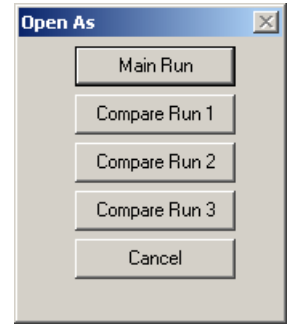 Open As
Main Run
Compare Run 1
Compare Run 2
Compare Run 3
Cancel